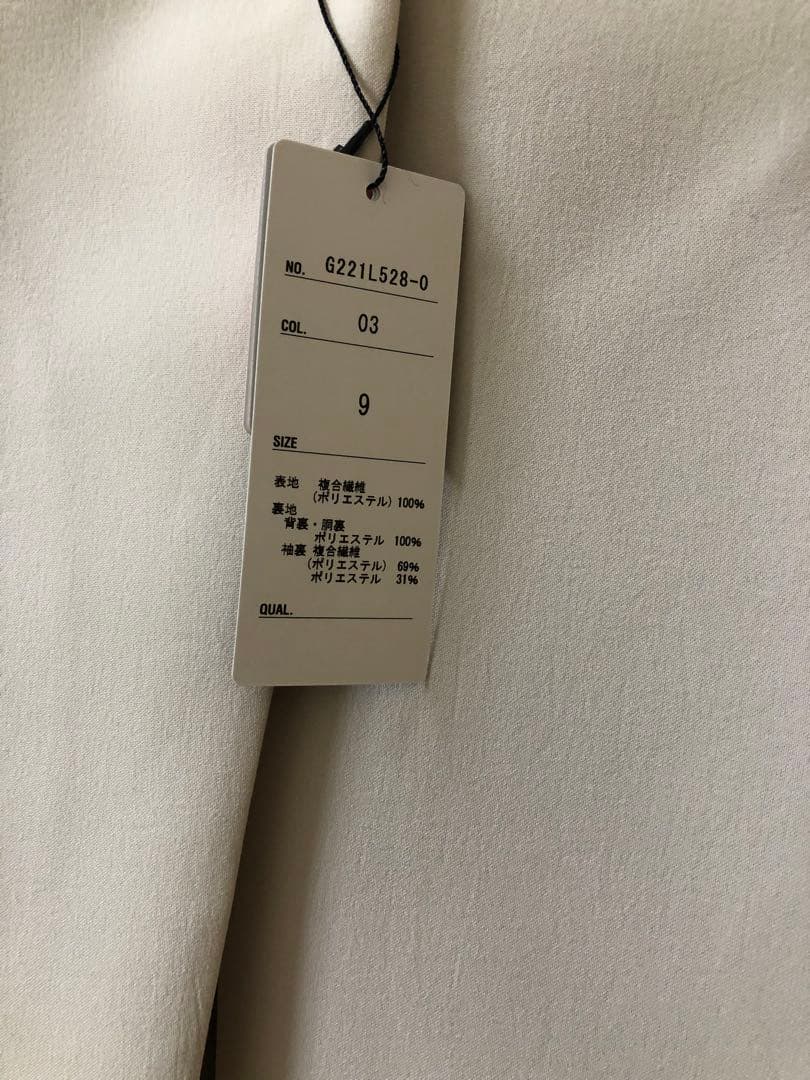 NO. G221L528-0
COL. 03
9
SIZE
表地 複合繊維
(ポリエステル) 100%
裏地
背裏・胴裏
ポリエステル 100%
袖裏 複合繊維
(ポリエステル) 69%
ポリエステル 31%
QUAL.